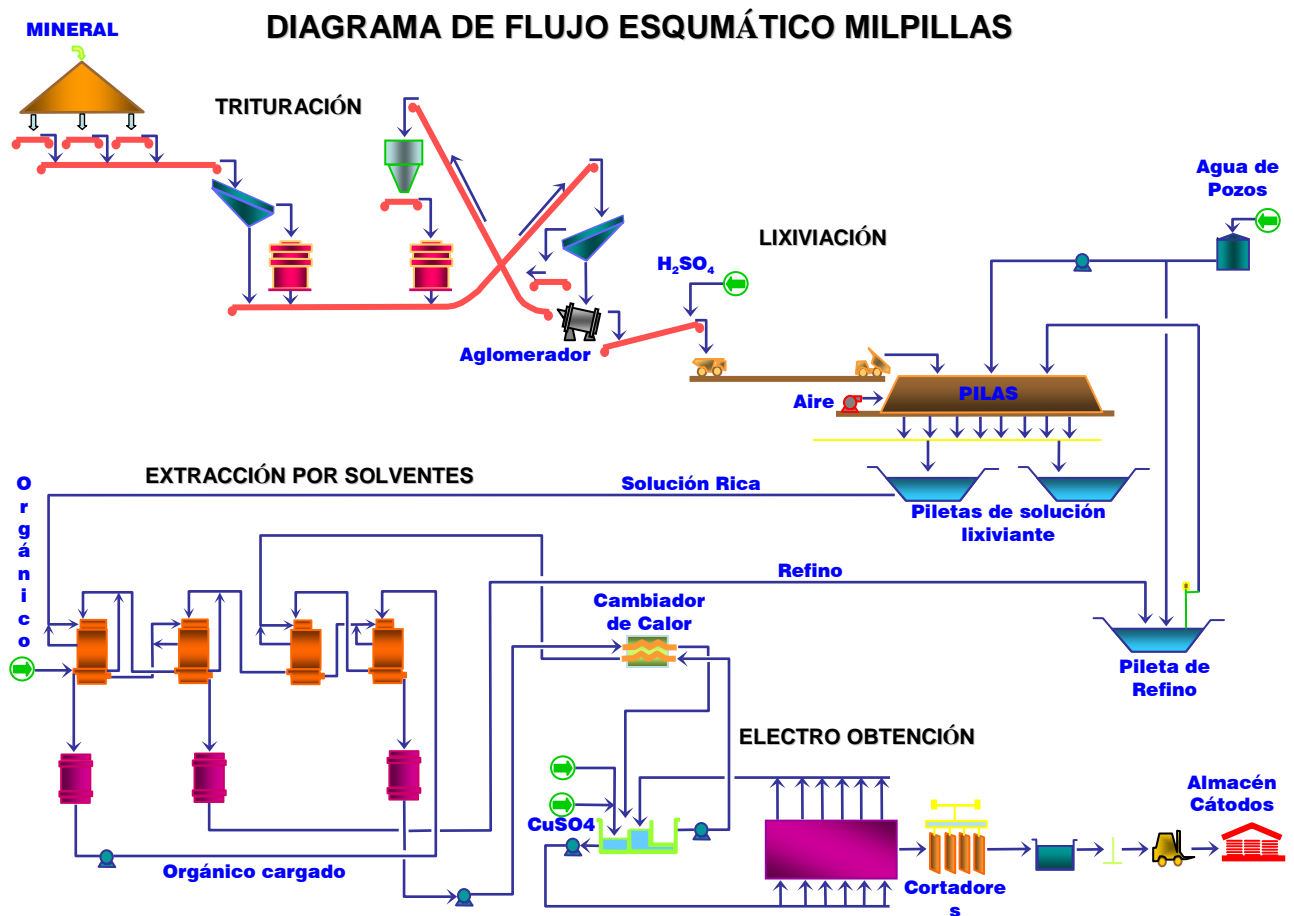 DIAGRAMA DE FLUJO ESQUMÁTICO MILPILLAS
MINERAL
TRITURACIÓN
Agua de
Pozos
LIXIVIACIÓN
H₂SO₄
Aglomerador
Aire
PILAS
EXTRACCIÓN POR SOLVENTES
Solución Rica
Orgánico
Piletas de solución
lixiviante
Refino
Cambiador
de Calor
Pileta de
Refino
ELECTRO OBTENCIÓN
Almacén
Cátodos
CuSO4
Orgánico cargado
Cortadore
s